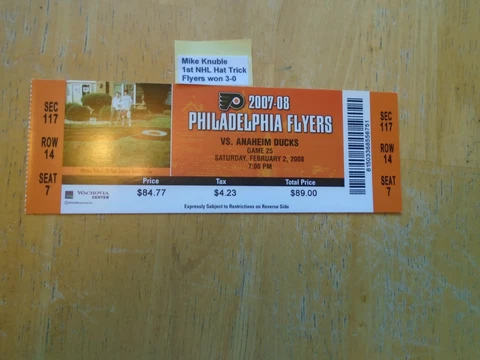 Mike Knuble
1st NHL Hat Trick
Flyers won 3-0
SEC
117
ROW
14
SEAT
7
2007-08
PHILADELPHIA FLYERS
VS. ANAHEIM DUCKS
GAME 25
SATURDAY, FEBRUARY 2, 2008
7:00 PM
SEC
117
ROW
14
SEAT
7
WACHOVIA
CENTER
Price
$84.77
Tax
$4.23
Total Price
$89.00
Expressly Subject to Restrictions on Reverse Side